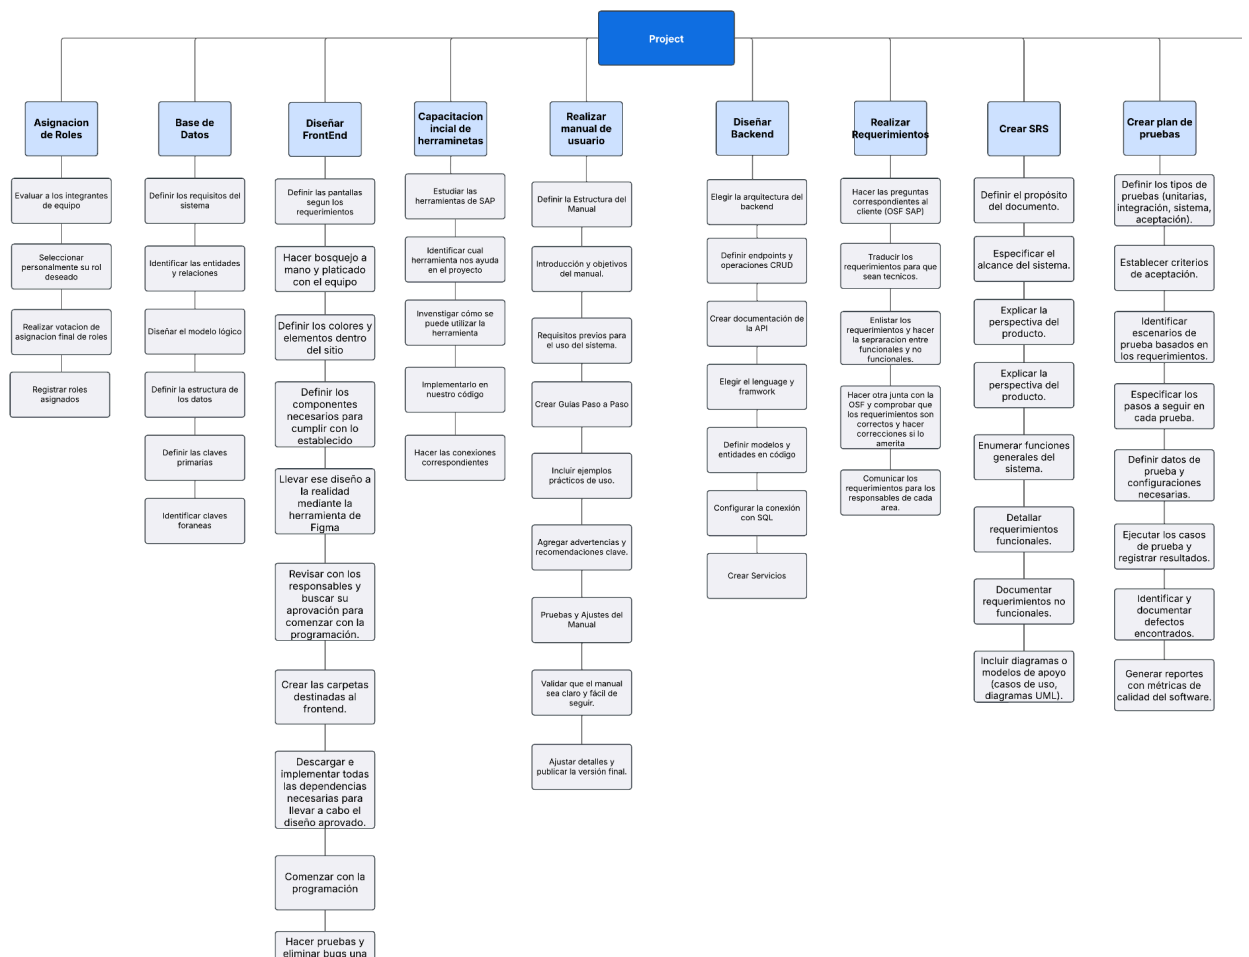 Project
Asignacion
de Roles
Evaluar a los integrantes
de equipo
Seleccionar
personalmente su rol
deseado
Realizar votacion de
asignacion final de roles
Registrar roles
asignados
Base de
Datos
Definir los requisitos del
sistema
Identificar las entidades
y relaciones
Diseñar el modelo lógico
Definir la estructura de
los datos
Definir las claves
primarias
Identificar claves
foraneas
Diseñar
FrontEnd
Definir las pantallas
segun los
requerimientos
Hacer bosquejo a
mano y platicado
con el equipo
Definir los colores y
elementos dentro
del sitio
Definir los
componentes
necesarios para
cumplir con lo
establecido
Llevar ese diseño a
la realidad
mediante la
herramienta de
Figma
Revisar con los
responsables y
buscar su
aprovación para
comenzar con la
programación.
Crear las carpetas
destinadas al
frontend.
Descargar e
implementar todas
las dependencias
necesarias para
llevar a cabo el
diseño aprovado.
Comenzar con la
programación
Hacer pruebas y
eliminar bugs una
Capacitacion
incial de
herraminetas
Estudiar las
herramientas de SAP
Identificar cual
herramienta nos ayuda
en el proyecto
Invenstigar cómo se
puede utilizar la
herramienta
Implementarlo en
nuestro código
Hacer las conexiones
correspondientes
Realizar
manual de
usuario
Definir la Estructura del
Manual
Introducción y objetivos
del manual.
Requisitos previos para
el uso del sistema.
Crear Guias Paso a Paso
Incluir ejemplos
prácticos de uso.
Agregar advertencias y
recomendaciones clave.
Pruebas y Ajustes del
Manual
Validar que el manual
sea claro y fácil de
seguir.
Ajustar detalles y
publicar la versión final.
Diseñar
Backend
Elegir la arquitectura del
backend
Definir endpoints y
operaciones CRUD
Crear documentación de
la API
Elegir el lenguage y
framwork
Definir modelos y
entidades en código
Configurar la conexión
con SQL
Crear Servicios
Realizar
Requerimientos
Hacer las preguntas
correspondientes al
cliente (OSF SAP)
Traducir los
requerimientos para que
sean tecnicos.
Enlistar los
requerimientos y hacer
la sepraracion entre
funcionales y no
funcionales.
Hacer otra junta con la
OSF y comprobar que
los requerimientos son
correctos y hacer
correcciones si lo
amerita
Comunicar los
requerimientos para los
responsables de cada
area.
Crear SRS
Definir el propósito
del documento.
Especificar el
alcance del sistema.
Explicar la
perspectiva del
producto.
Explicar la
perspectiva del
producto.
Enumerar funciones
generales del
sistema.
Detallar
requerimientos
funcionales.
Documentar
requerimientos no
funcionales.
Incluir diagramas o
modelos de apoyo
(casos de uso,
diagramas UML).
Crear plan de
pruebas
Definir los tipos de
pruebas (unitarias,
integración, sistema,
aceptación).
Establecer criterios
de aceptación.
Identificar
escenarios de
prueba basados en
los requerimientos.
Especificar los
pasos a seguir en
cada prueba.
Definir datos de
prueba y
configuraciones
necesarias.
Ejecutar los casos
de prueba y
registrar resultados.
Identificar y
documentar
defectos
encontrados.
Generar reportes
con métricas de
calidad del software.